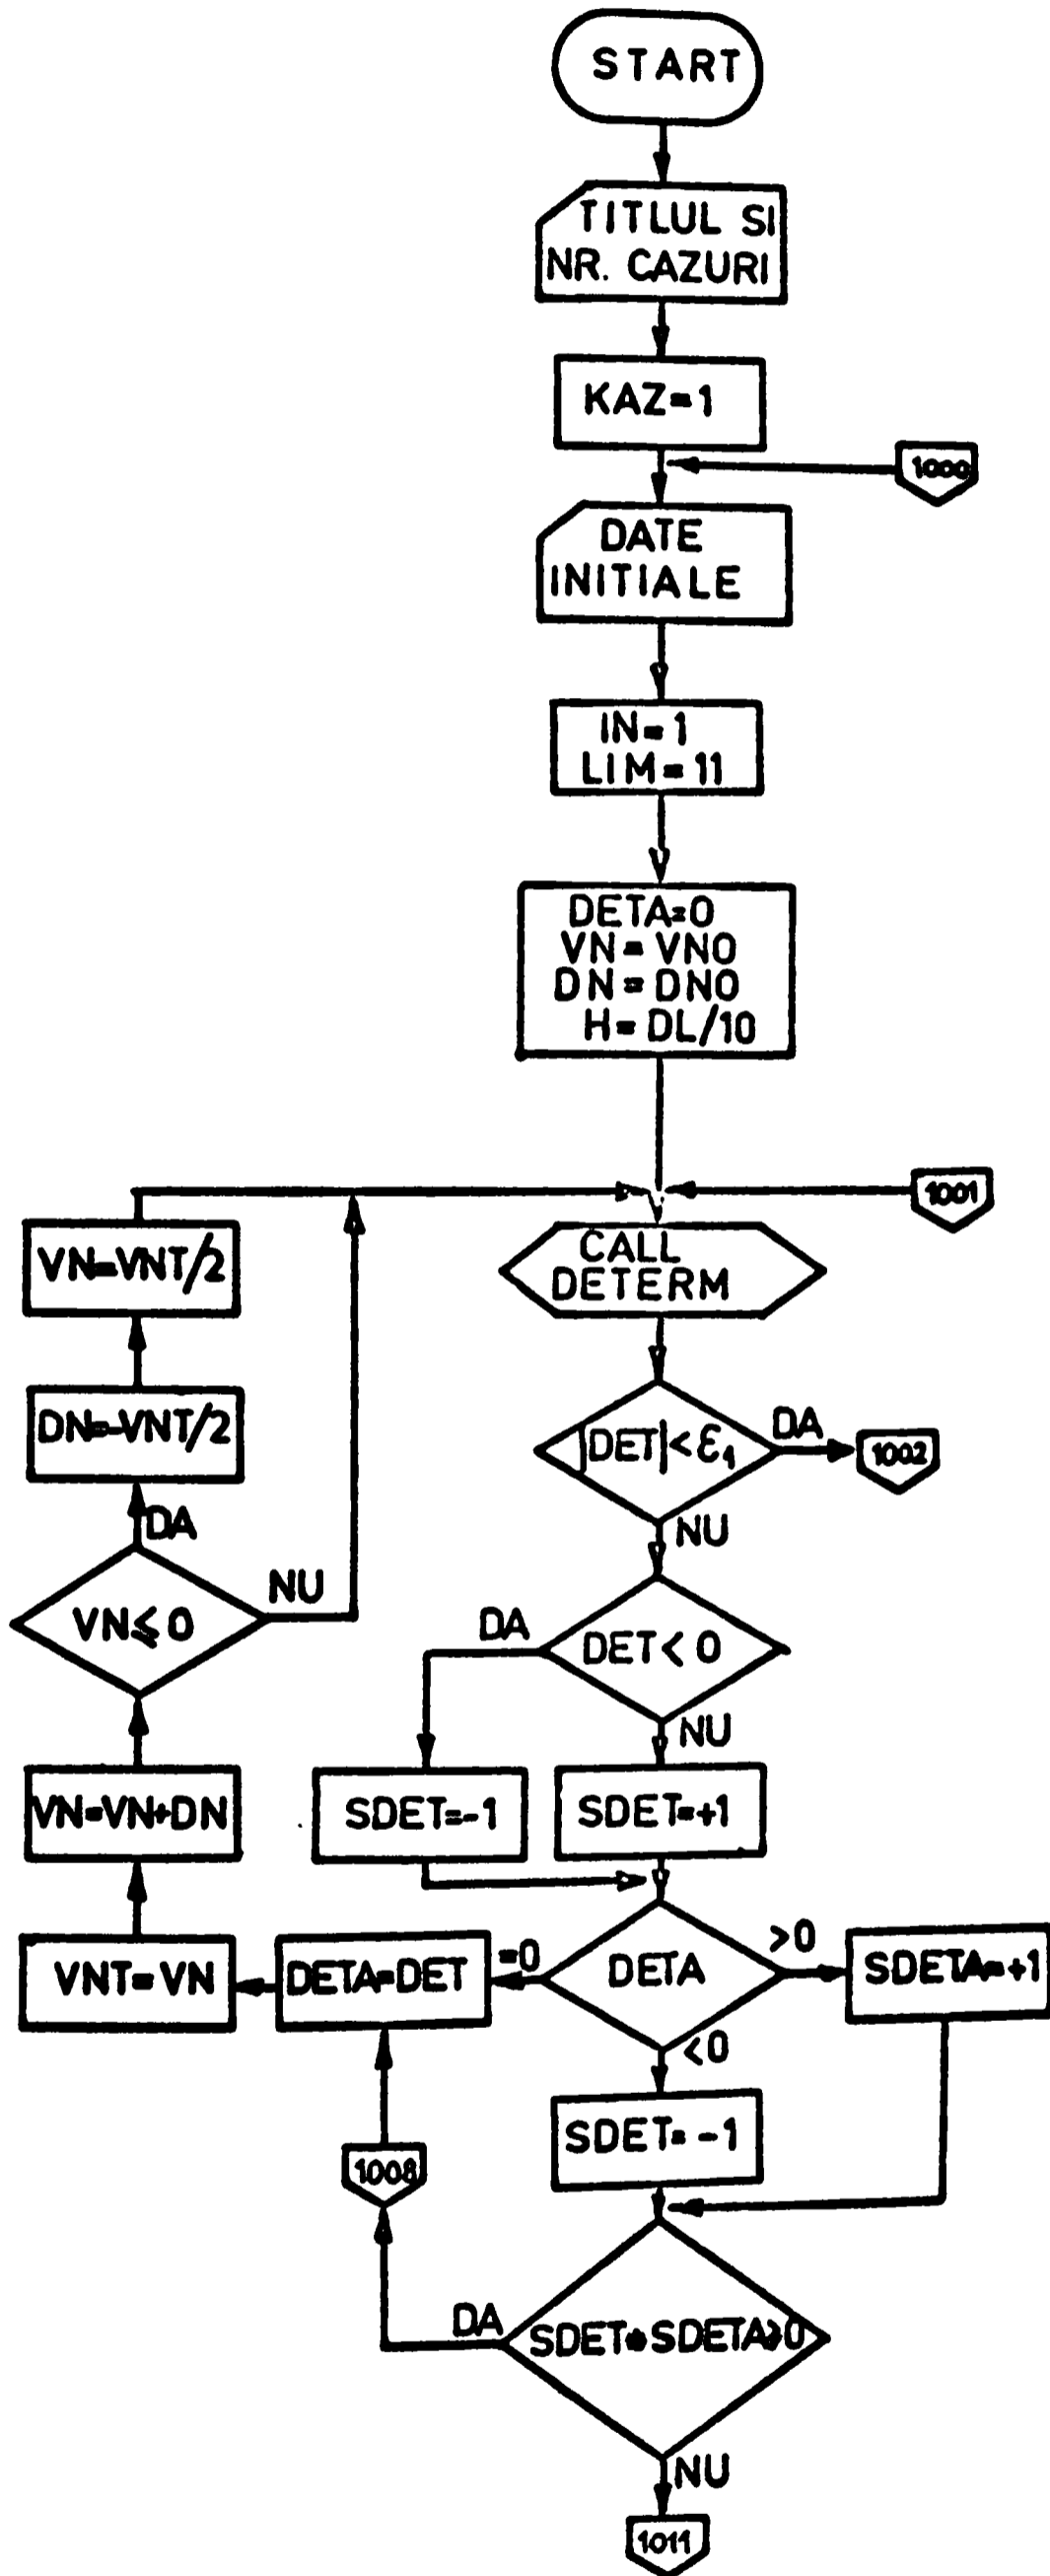 START
TITLUL SI
NR. CAZURI
KAZ=1
1000
DATE
INITIALE
IN=1
LIM=11
DETA=0
VN=VN0
DN=DN0
H=DL/10
1001
CALL
DETERM
|DET|<ε1
DA
1002
NU
DET<0
DA
NU
SDET=-1
SDET=+1
DETA
=0
>0
<0
DETA=DET
SDETA=+1
VNT=VN
VN=VN+DN
VN≤0
DA
NU
DN=-VNT/2
VN=VNT/2
SDET=-1
1008
SDET*SDETA>0
DA
NU
1011